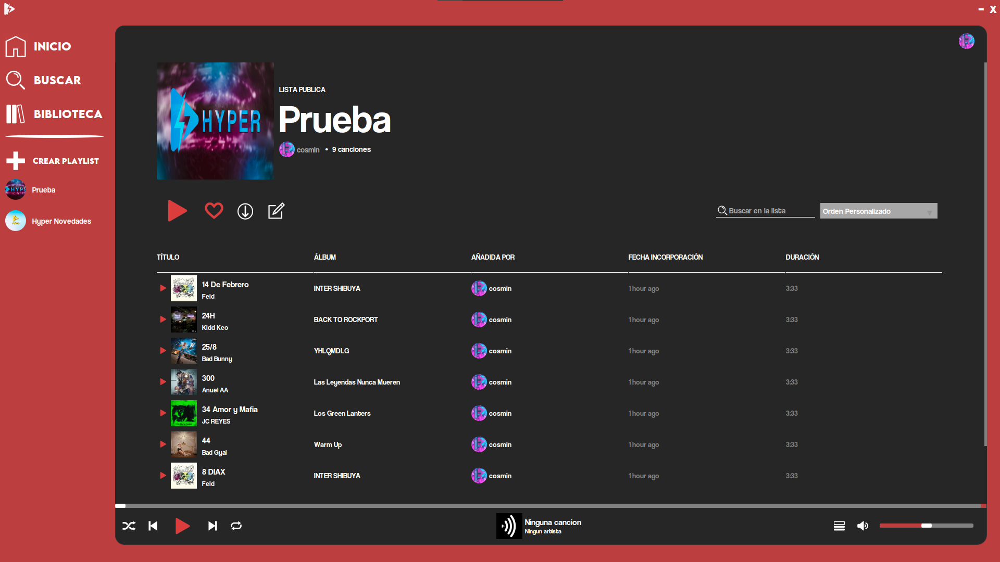 X
INICIO
BUSCAR
BIBLIOTECA
CREAR PLAYLIST
Prueba
Hyper Novedades
HYPER
LISTA PUBLICA
Prueba
cosmin • 9 canciones
Buscar en la lista
Orden Personalizado
TÍTULO ÁLBUM AÑADIDA POR FECHA INCORPORACIÓN DURACIÓN
14 De Febrero
Feid
INTER SHIBUYA cosmin 1 hour ago 3:33
24H
Kidd Keo
BACK TO ROCKPORT cosmin 1 hour ago 3:33
25/8
Bad Bunny
YHLQMDLG cosmin 1 hour ago 3:33
300
Anuel AA
Las Leyendas Nunca Mueren cosmin 1 hour ago 3:33
34 Amor y Mafia
JC REYES
Los Green Lanters cosmin 1 hour ago 3:33
44
Bad Gyal
Warm Up cosmin 1 hour ago 3:33
8 DIAX
Feid
INTER SHIBUYA cosmin 1 hour ago 3:33
Ninguna cancion
Ningun artista